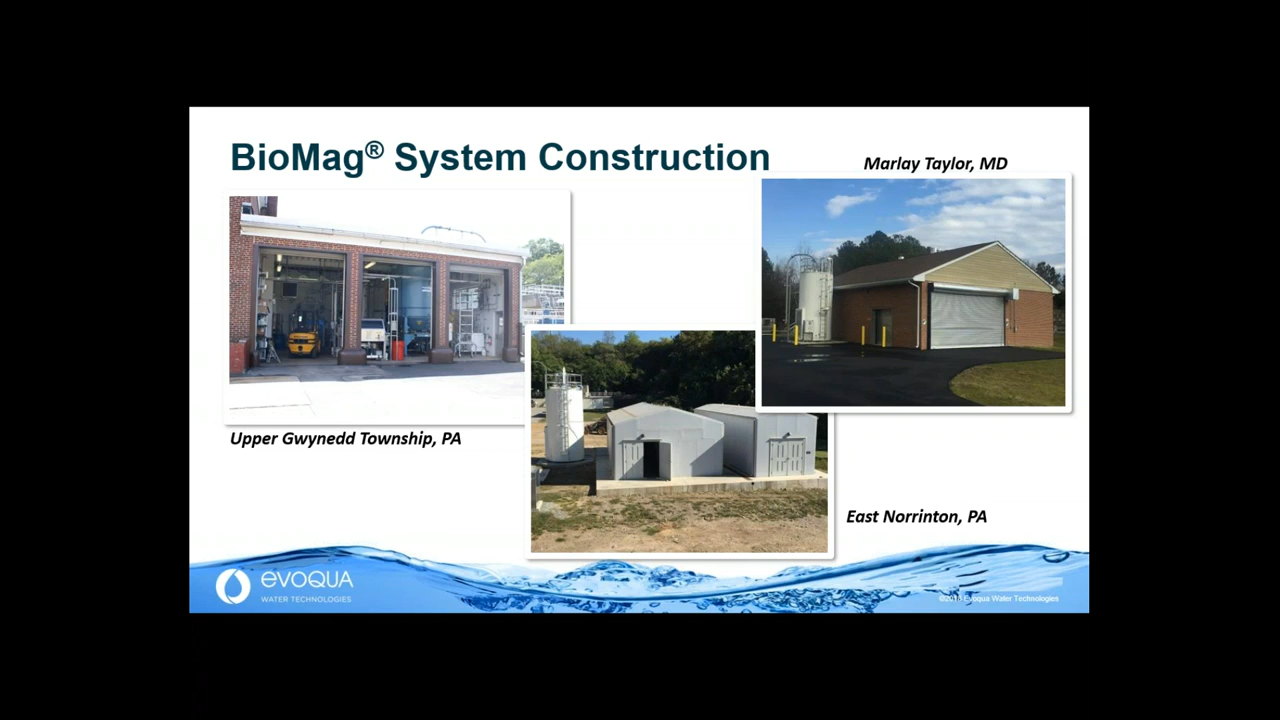 BioMag® System Construction
Marlay Taylor, MD
Upper Gwynedd Township, PA
East Norrinton, PA
evoqua
WATER TECHNOLOGIES
Evoqua Water Technologies